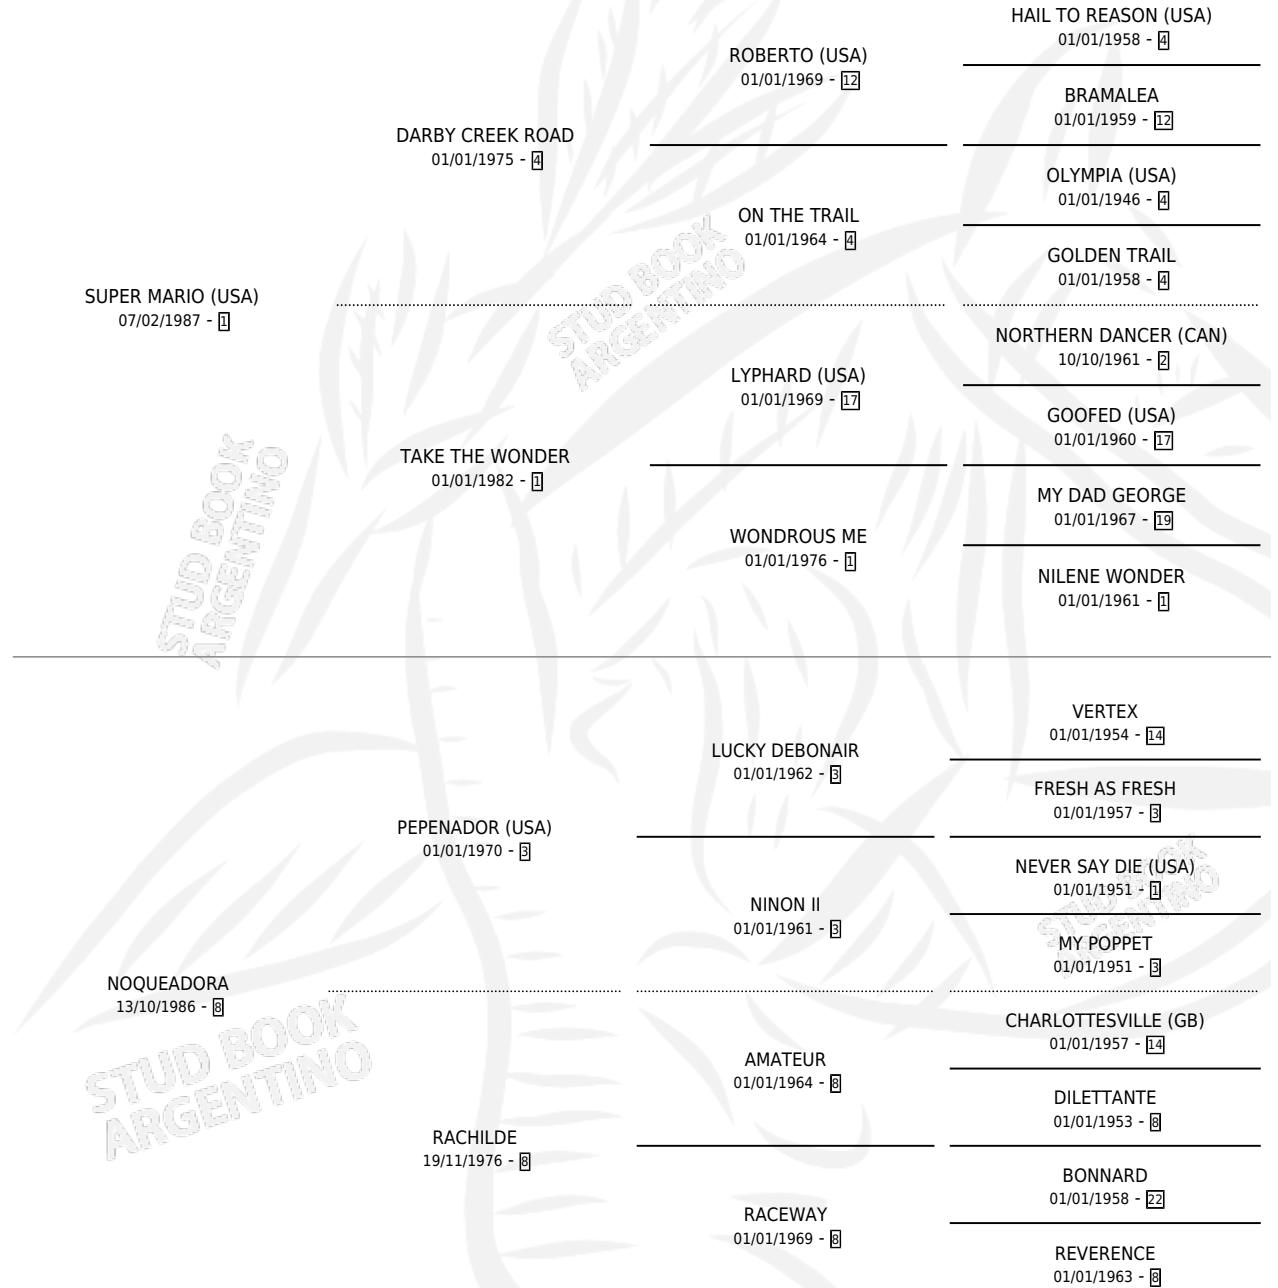 HAIL TO REASON (USA)
01/01/1958 - 4
ROBERTO (USA)
01/01/1969 - 12
BRAMALEA
01/01/1959 - 12
DARBY CREEK ROAD
01/01/1975 - 4
OLYMPIA (USA)
01/01/1946 - 4
ON THE TRAIL
01/01/1964 - 4
GOLDEN TRAIL
01/01/1958 - 4
SUPER MARIO (USA)
07/02/1987 - 1
NORTHERN DANCER (CAN)
10/10/1961 - 2
LYPHARD (USA)
01/01/1969 - 17
GOOFED (USA)
01/01/1960 - 17
TAKE THE WONDER
01/01/1982 - 1
MY DAD GEORGE
01/01/1967 - 19
WONDROUS ME
01/01/1976 - 1
NILENE WONDER
01/01/1961 - 1
VERTEX
01/01/1954 - 14
LUCKY DEBONAIR
01/01/1962 - 3
FRESH AS FRESH
01/01/1957 - 3
PEPENADOR (USA)
01/01/1970 - 3
NEVER SAY DIE (USA)
01/01/1951 - 1
NINON II
01/01/1961 - 3
MY POPPET
01/01/1951 - 3
NOQUEADORA
13/10/1986 - 8
CHARLOTTESVILLE (GB)
01/01/1957 - 14
AMATEUR
01/01/1964 - 8
DILETTANTE
01/01/1953 - 8
RACHILDE
19/11/1976 - 8
BONNARD
01/01/1958 - 22
RACEWAY
01/01/1969 - 8
REVERENCE
01/01/1963 - 8
STUD BOOK
ARGENTINO
STUD BOOK
ARGENTINO
STUD BOOK
ARGENTINO
STUD BOOK
ARGENTINO